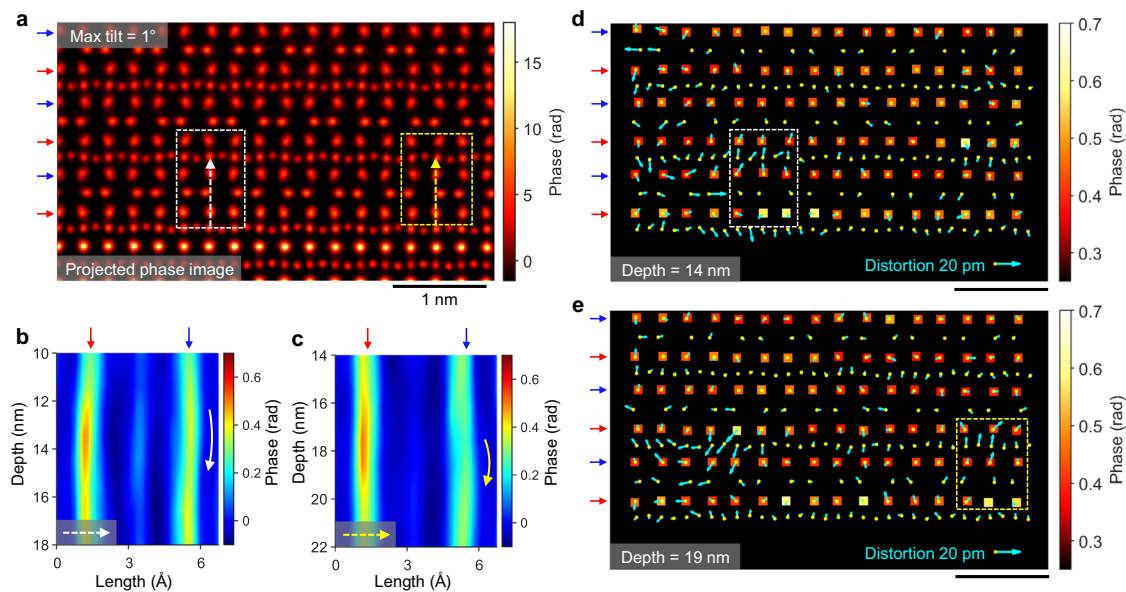 a
Max tilt = 1°
Projected phase image
1 nm
15
10
5
0
Phase (rad)
b
10
12
14
16
18
Depth (nm)
0
3
6
Length (Å)
0.6
0.4
0.2
0
Phase (rad)
c
14
16
18
20
22
Depth (nm)
0
3
6
Length (Å)
0.6
0.4
0.2
0
Phase (rad)
d
Depth = 14 nm
Distortion 20 pm
0.7
0.6
0.5
0.4
0.3
Phase (rad)
e
Depth = 19 nm
Distortion 20 pm
0.7
0.6
0.5
0.4
0.3
Phase (rad)